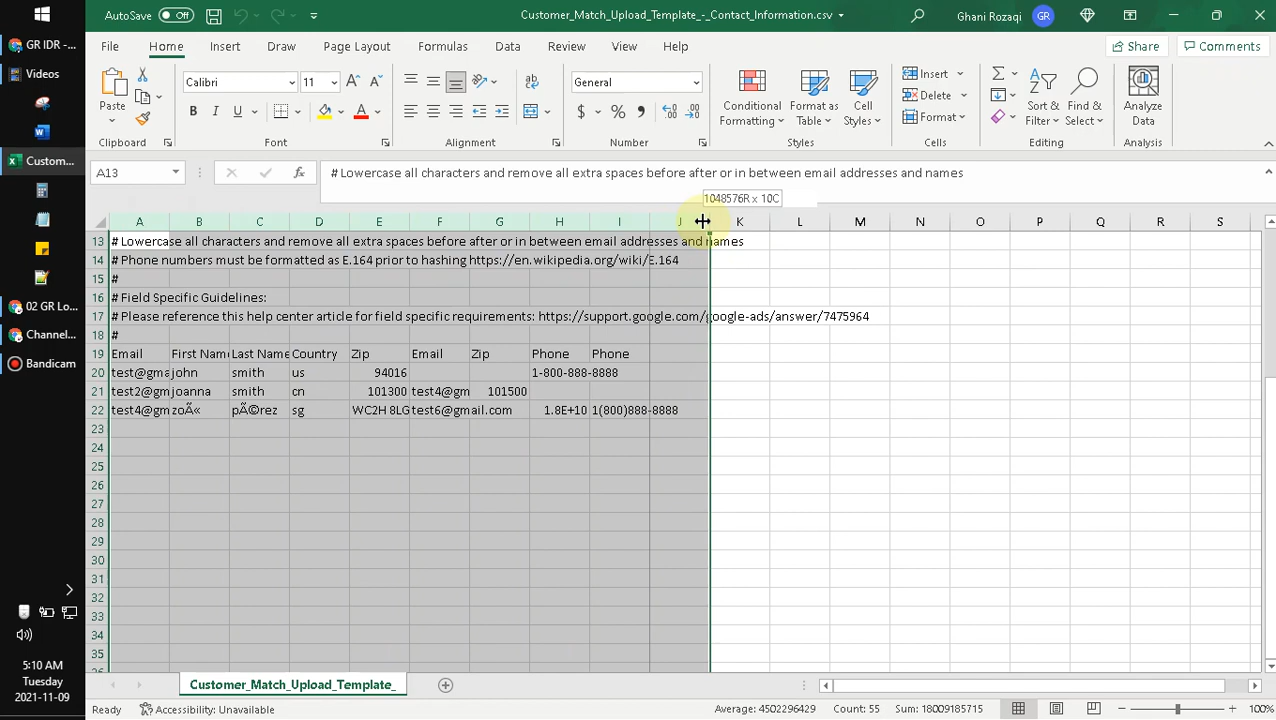 AutoSave Off Customer_Match_Upload_Template_-_Contact_Information.csv Ghani Rozaqi GR
File Home Insert Draw Page Layout Formulas Data Review View Help Share Comments
Paste Calibri 11 General Conditional Formatting Format as Table Cell Styles Insert Delete Format Sort & Filter Find & Select Analyze Data
Clipboard Font Alignment Number Styles Cells Editing Analysis
A13 # Lowercase all characters and remove all extra spaces before after or in between email addresses and names
1048576R x 10C
A B C D E F G H I J K L M N O P Q R S
13 # Lowercase all characters and remove all extra spaces before after or in between email addresses and names
14 # Phone numbers must be formatted as E.164 prior to hashing https://en.wikipedia.org/wiki/E.164
15 #
16 # Field Specific Guidelines:
17 # Please reference this help center article for field specific requirements: https://support.google.com/google-ads/answer/7475964
18 #
19 Email First Name Last Name Country Zip Email Zip Phone Phone
20 test@gma john smith us 94016 1-800-888-8888
21 test2@gm joanna smith cn 101300 test4@gm 101500
22 test4@gm zoÃ« pÃ©rez sg WC2H 8LG test6@gmail.com 1.8E+10 1(800)888-8888
23
24
25
26
27
28
29
30
31
32
33
34
35
Customer_Match_Upload_Template_
Ready Accessibility: Unavailable Average: 4502296429 Count: 55 Sum: 18009185715 100%
GR IDR - ...
Videos
Custom...
02 GR Lo...
Channel...
Bandicam
5:10 AM
Tuesday
2021-11-09